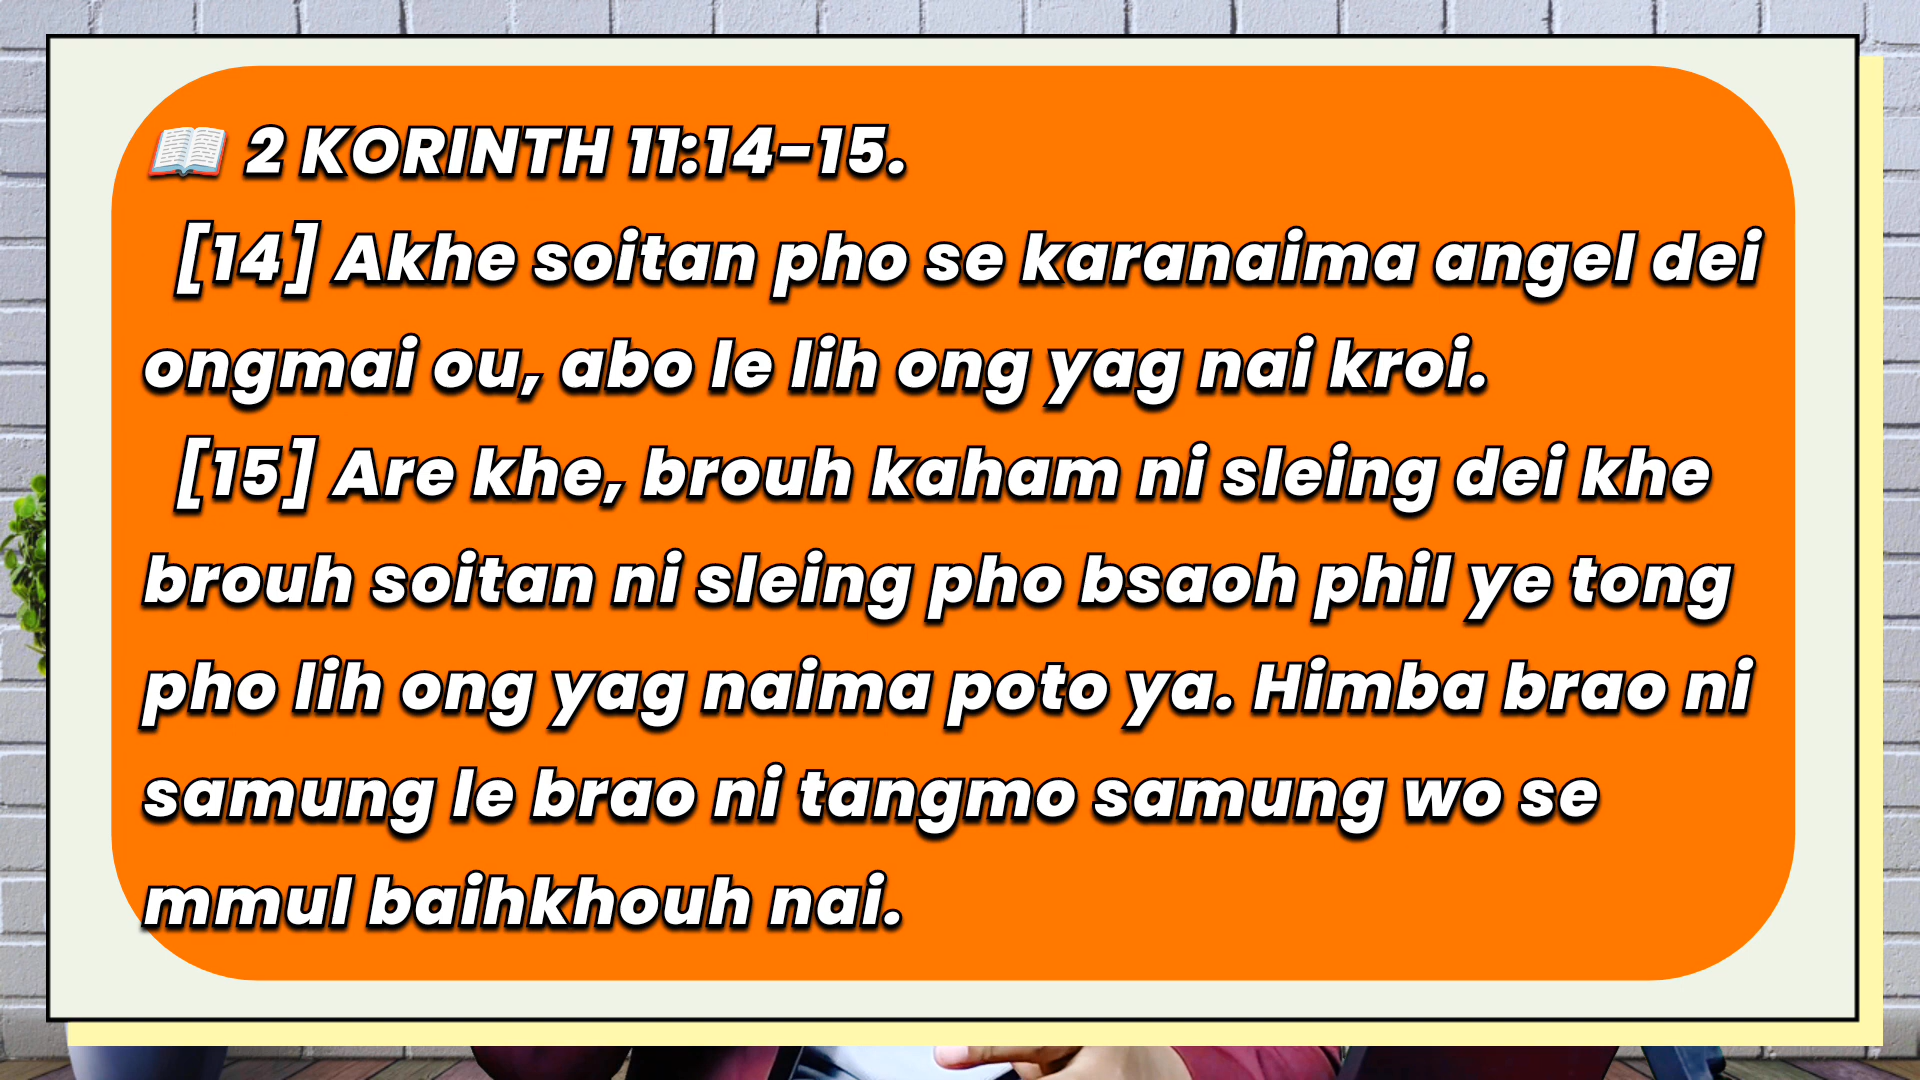 📖 2 KORINTH 11:14-15.
[14] Akhe soitan pho se karanaima angel dei
ongmai ou, abo le lih ong yag nai kroi.
[15] Are khe, brouh kaham ni sleing dei khe
brouh soitan ni sleing pho bsaoh phil ye tong
pho lih ong yag naima poto ya. Himba brao ni
samung le brao ni tangmo samung wo se
mmul baihkhouh nai.